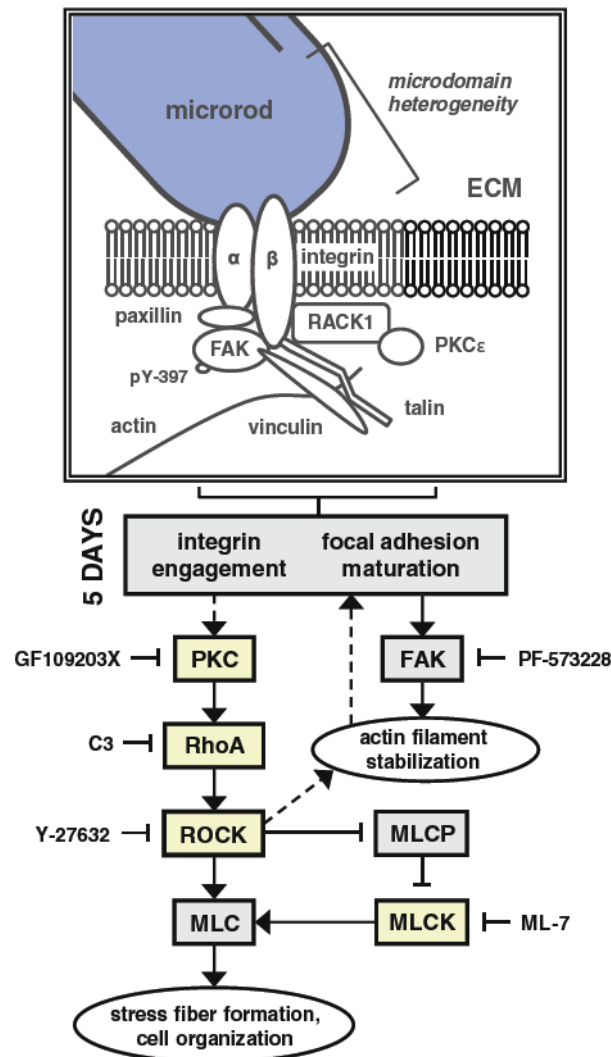 microdomain
heterogeneity
microrod
ECM
α
β
integrin
paxillin
RACK1
FAK
PKCε
pY-397
talin
actin
vinculin
5 DAYS
integrin
engagement
focal adhesion
maturation
GF109203X
PKC
FAK
PF-573228
C3
RhoA
actin filament
stabilization
Y-27632
ROCK
MLCP
MLC
MLCK
ML-7
stress fiber formation,
cell organization